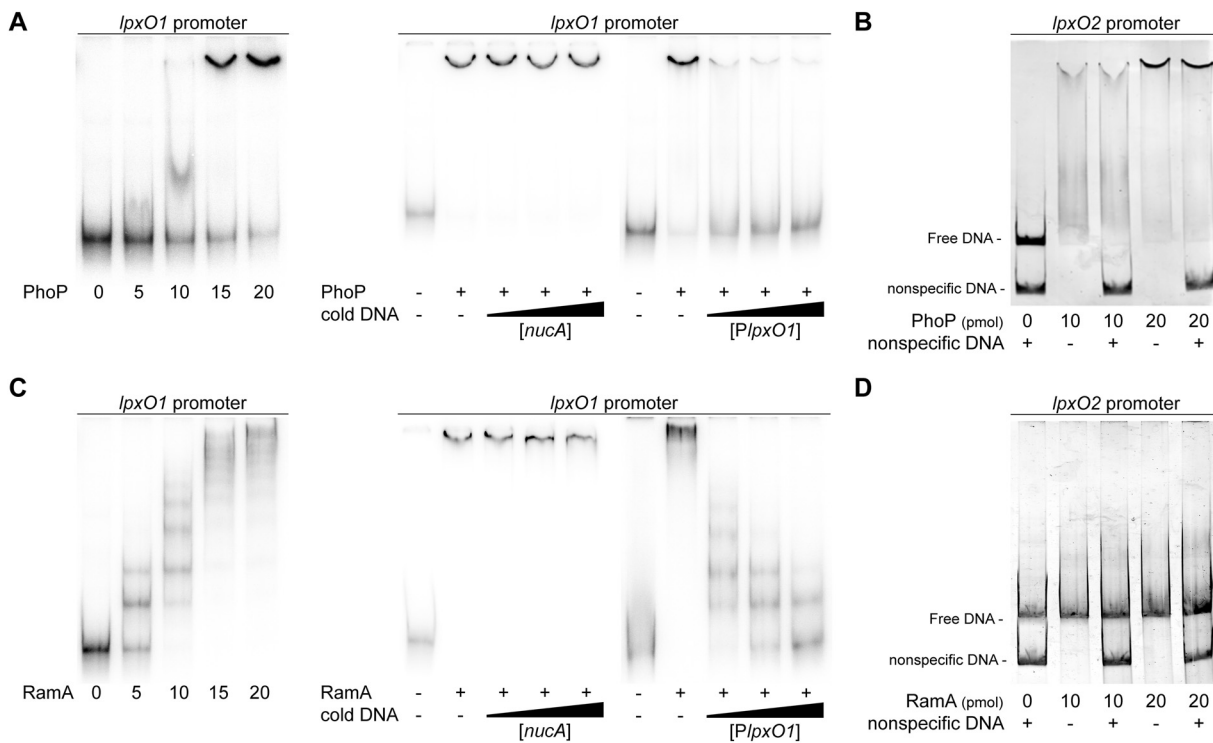 A
lpxO1 promoter
PhoP 0 5 10 15 20
lpxO1 promoter
PhoP - + + + + - + + + +
cold DNA - - - -
[nucA] [PlpxO1]
B
lpxO2 promoter
Free DNA -
nonspecific DNA -
PhoP (pmol) 0 10 10 20 20
nonspecific DNA + - + - +
C
lpxO1 promoter
RamA 0 5 10 15 20
lpxO1 promoter
RamA - + + + + - + + + +
cold DNA - - - -
[nucA] [PlpxO1]
D
lpxO2 promoter
Free DNA -
nonspecific DNA -
RamA (pmol) 0 10 10 20 20
nonspecific DNA + - + - +